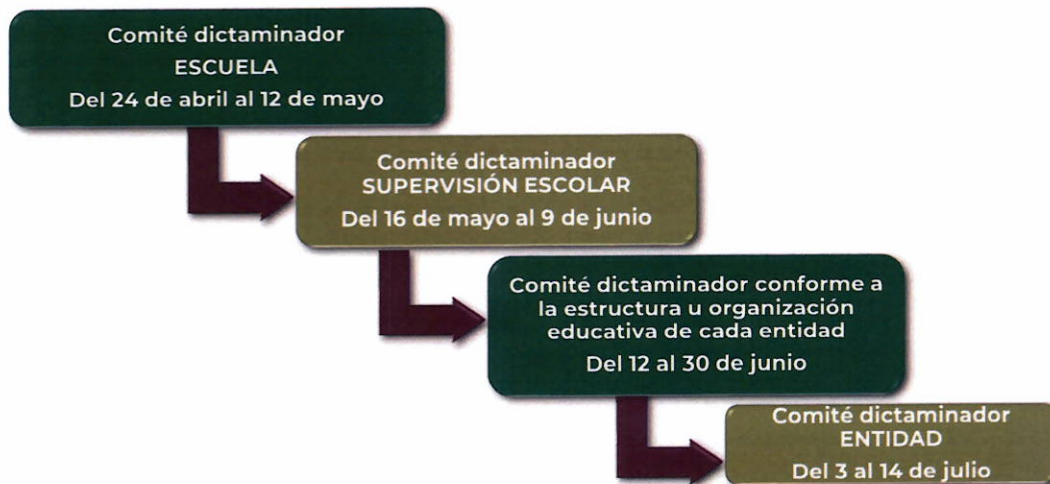 Comité dictaminador
ESCUELA
Del 24 de abril al 12 de mayo
Comité dictaminador
SUPERVISIÓN ESCOLAR
Del 16 de mayo al 9 de junio
Comité dictaminador conforme a
la estructura u organización
educativa de cada entidad
Del 12 al 30 de junio
Comité dictaminador
ENTIDAD
Del 3 al 14 de julio